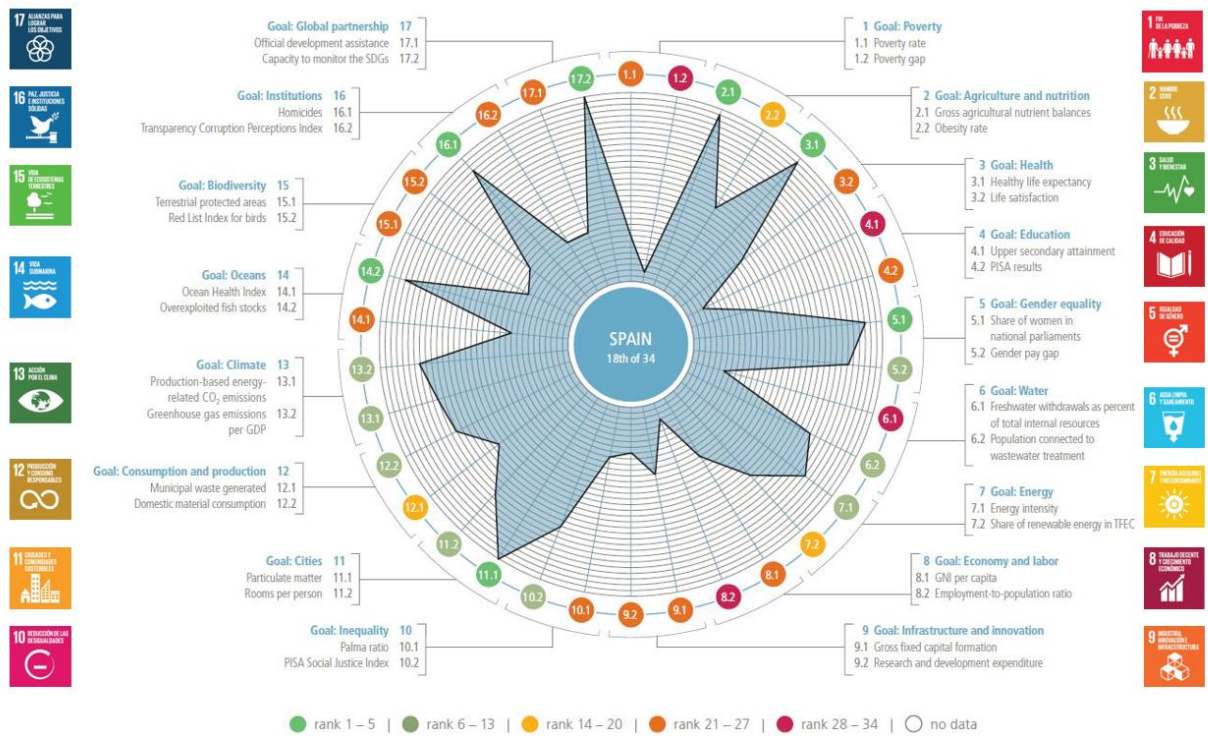 17 ALIANZAS PARA
LOGRAR
LOS OBJETIVOS
16 PAZ, JUSTICIA
E INSTITUCIONES
SÓLIDAS
15 VIDA
DE ECOSISTEMAS
TERRESTRES
14 VIDA
SUBMARINA
13 ACCIÓN
POR EL CLIMA
12 PRODUCCIÓN
Y CONSUMO
RESPONSABLES
11 CIUDADES Y
COMUNIDADES
SOSTENIBLES
10 REDUCCIÓN DE LAS
DESIGUALDADES
Goal: Global partnership 17
Official development assistance 17.1
Capacity to monitor the SDGs 17.2
Goal: Institutions 16
Homicides 16.1
Transparency Corruption Perceptions Index 16.2
Goal: Biodiversity 15
Terrestrial protected areas 15.1
Red List Index for birds 15.2
Goal: Oceans 14
Ocean Health Index 14.1
Overexploited fish stocks 14.2
Goal: Climate 13
Production-based energy- 13.1
related CO₂ emissions
Greenhouse gas emissions 13.2
per GDP
Goal: Consumption and production 12
Municipal waste generated 12.1
Domestic material consumption 12.2
Goal: Cities 11
Particulate matter 11.1
Rooms per person 11.2
Goal: Inequality 10
Palma ratio 10.1
PISA Social Justice Index 10.2
1.1
1.2
2.1
2.2
3.1
3.2
4.1
4.2
5.1
5.2
6.1
6.2
7.1
7.2
8.1
8.2
9.1
9.2
10.1
10.2
11.1
11.2
12.1
12.2
13.1
13.2
14.1
14.2
15.1
15.2
16.1
16.2
17.1
17.2
SPAIN
18th of 34
1 Goal: Poverty
1.1 Poverty rate
1.2 Poverty gap
2 Goal: Agriculture and nutrition
2.1 Gross agricultural nutrient balances
2.2 Obesity rate
3 Goal: Health
3.1 Healthy life expectancy
3.2 Life satisfaction
4 Goal: Education
4.1 Upper secondary attainment
4.2 PISA results
5 Goal: Gender equality
5.1 Share of women in
national parliaments
5.2 Gender pay gap
6 Goal: Water
6.1 Freshwater withdrawals as percent
of total internal resources
6.2 Population connected to
wastewater treatment
7 Goal: Energy
7.1 Energy intensity
7.2 Share of renewable energy in TFEC
8 Goal: Economy and labor
8.1 GNI per capita
8.2 Employment-to-population ratio
9 Goal: Infrastructure and innovation
9.1 Gross fixed capital formation
9.2 Research and development expenditure
1 FIN
DE LA POBREZA
2 HAMBRE
CERO
3 SALUD
Y BIENESTAR
4 EDUCACIÓN
DE CALIDAD
5 IGUALDAD
DE GÉNERO
6 AGUA LIMPIA
Y SANEAMIENTO
7 ENERGÍA ASEQUIBLE
Y NO CONTAMINANTE
8 TRABAJO DECENTE
Y CRECIMIENTO
ECONÓMICO
9 INDUSTRIA,
INNOVACIÓN E
INFRAESTRUCTURA
rank 1 – 5 | rank 6 – 13 | rank 14 – 20 | rank 21 – 27 | rank 28 – 34 | no data